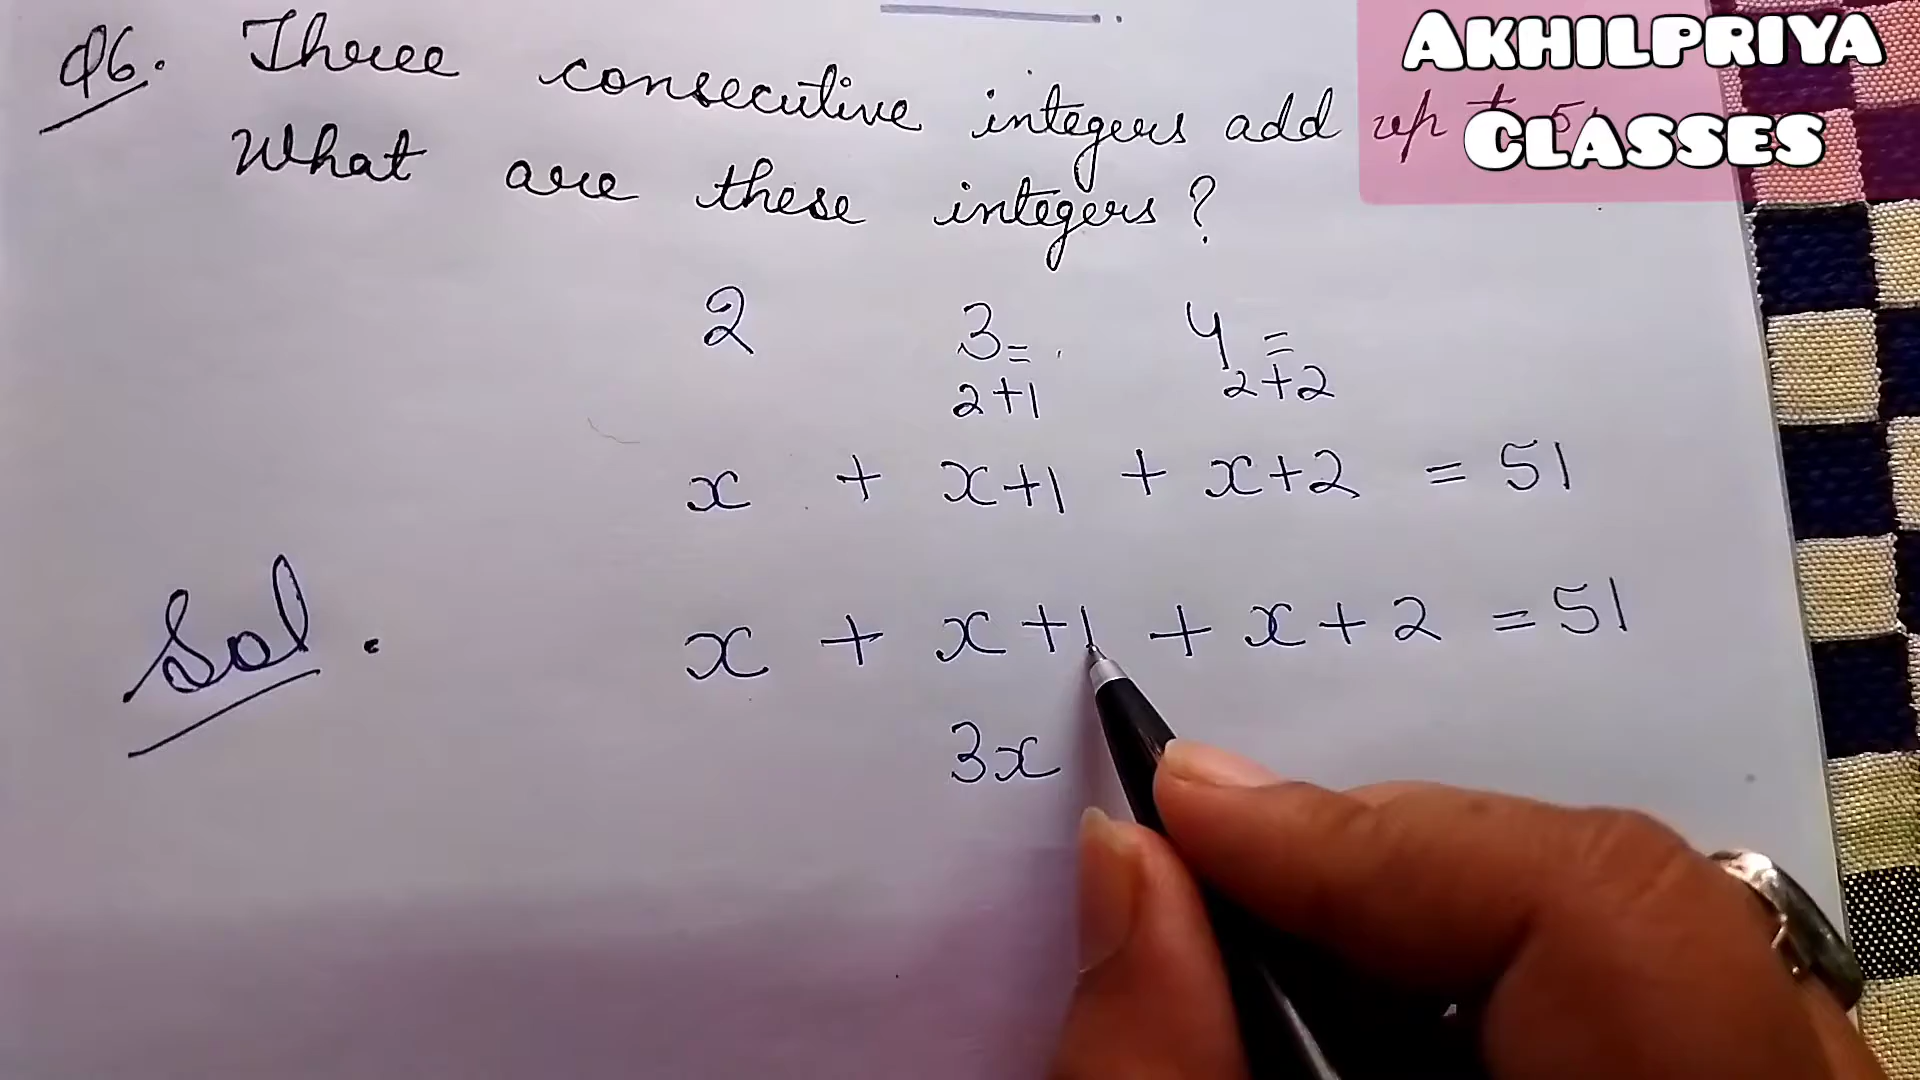 Q6. Three consecutive integers add up to 51
What are these integers?
AKHILPRIYA
CLASSES
2 3= 4=
2+1 2+2
x + x+1 + x+2 = 51
Sol. x + x+1 + x+2 = 51
3x